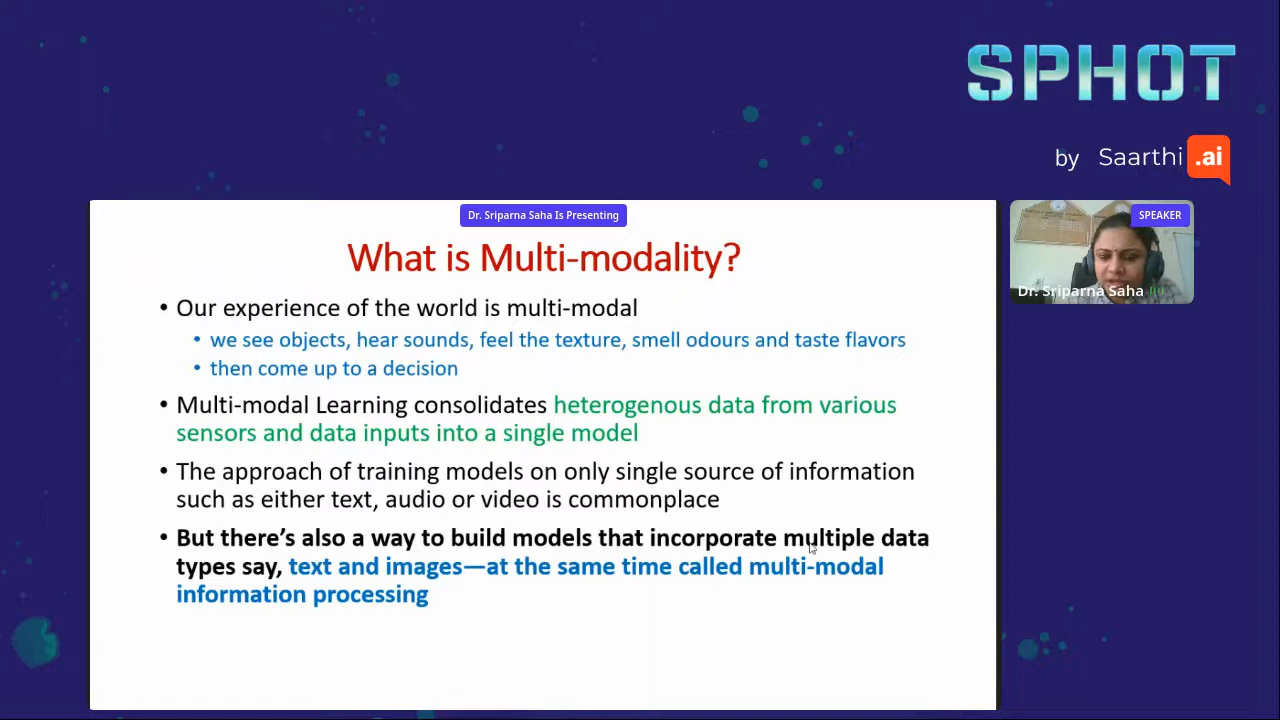 SPHOT
by Saarthi .ai
Dr. Sriparna Saha Is Presenting
SPEAKER
Dr. Sriparna Saha
What is Multi-modality?
• Our experience of the world is multi-modal
• we see objects, hear sounds, feel the texture, smell odours and taste flavors
• then come up to a decision
• Multi-modal Learning consolidates heterogenous data from various
sensors and data inputs into a single model
• The approach of training models on only single source of information
such as either text, audio or video is commonplace
• But there's also a way to build models that incorporate multiple data
types say, text and images—at the same time called multi-modal
information processing